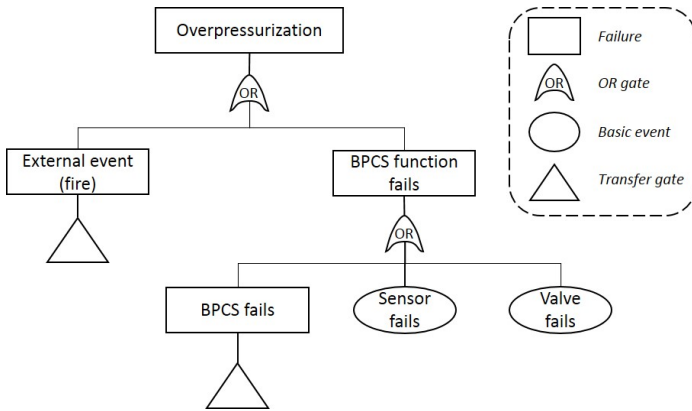 Overpressurization
OR
External event
(fire)
BPCS function
fails
OR
BPCS fails
Sensor
fails
Valve
fails
Failure
OR
OR gate
Basic event
Transfer gate